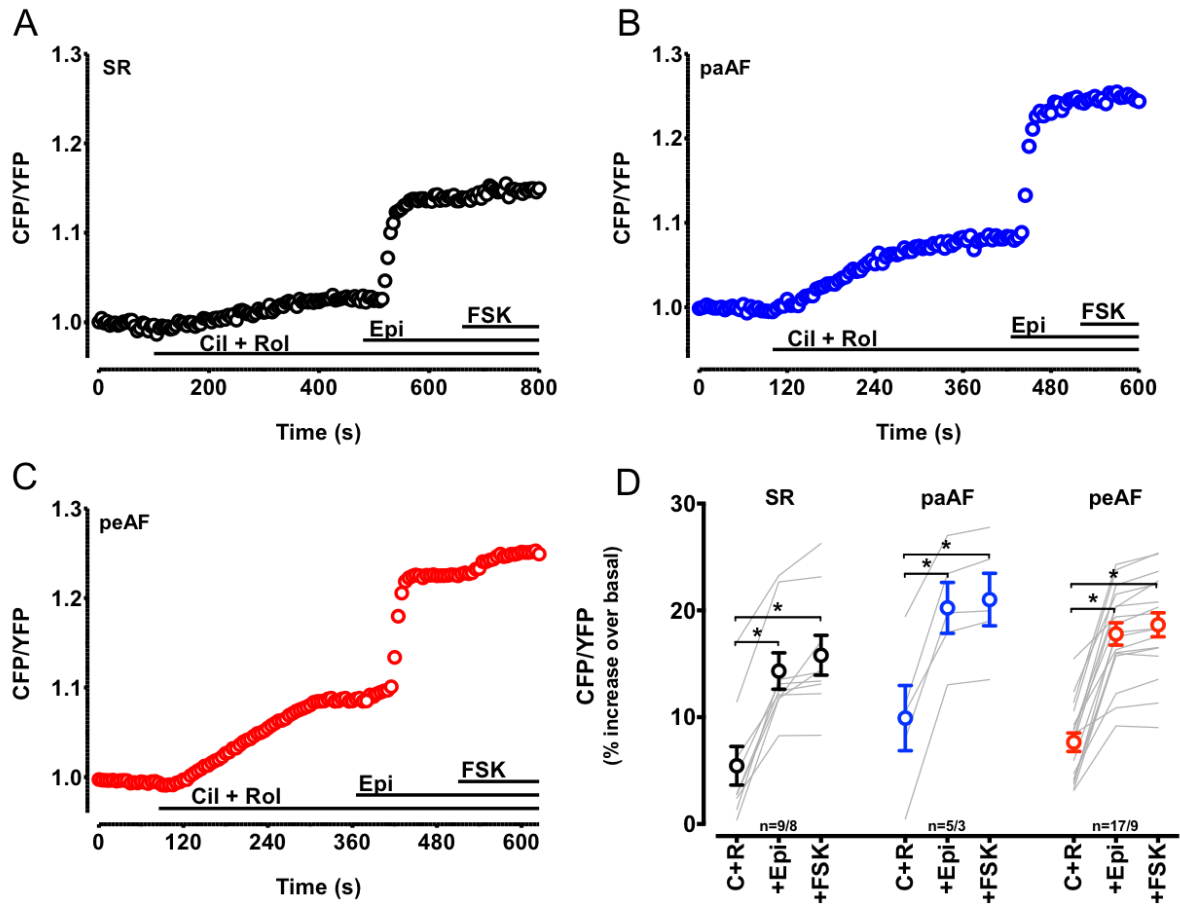 A
SR
CFP/YFP
1.3
1.2
1.1
1.0
FSK
Epi
Cil + Rol
0 200 400 600 800
Time (s)
B
paAF
CFP/YFP
1.3
1.2
1.1
1.0
FSK
Epi
Cil + Rol
0 120 240 360 480 600
Time (s)
C
peAF
CFP/YFP
1.3
1.2
1.1
1.0
FSK
Epi
Cil + Rol
0 120 240 360 480 600
Time (s)
D
SR paAF peAF
CFP/YFP
(% increase over basal)
30
20
10
0
* *
* *
* *
n=9/8 n=5/3 n=17/9
C+R +Epi +FSK C+R +Epi +FSK C+R +Epi +FSK